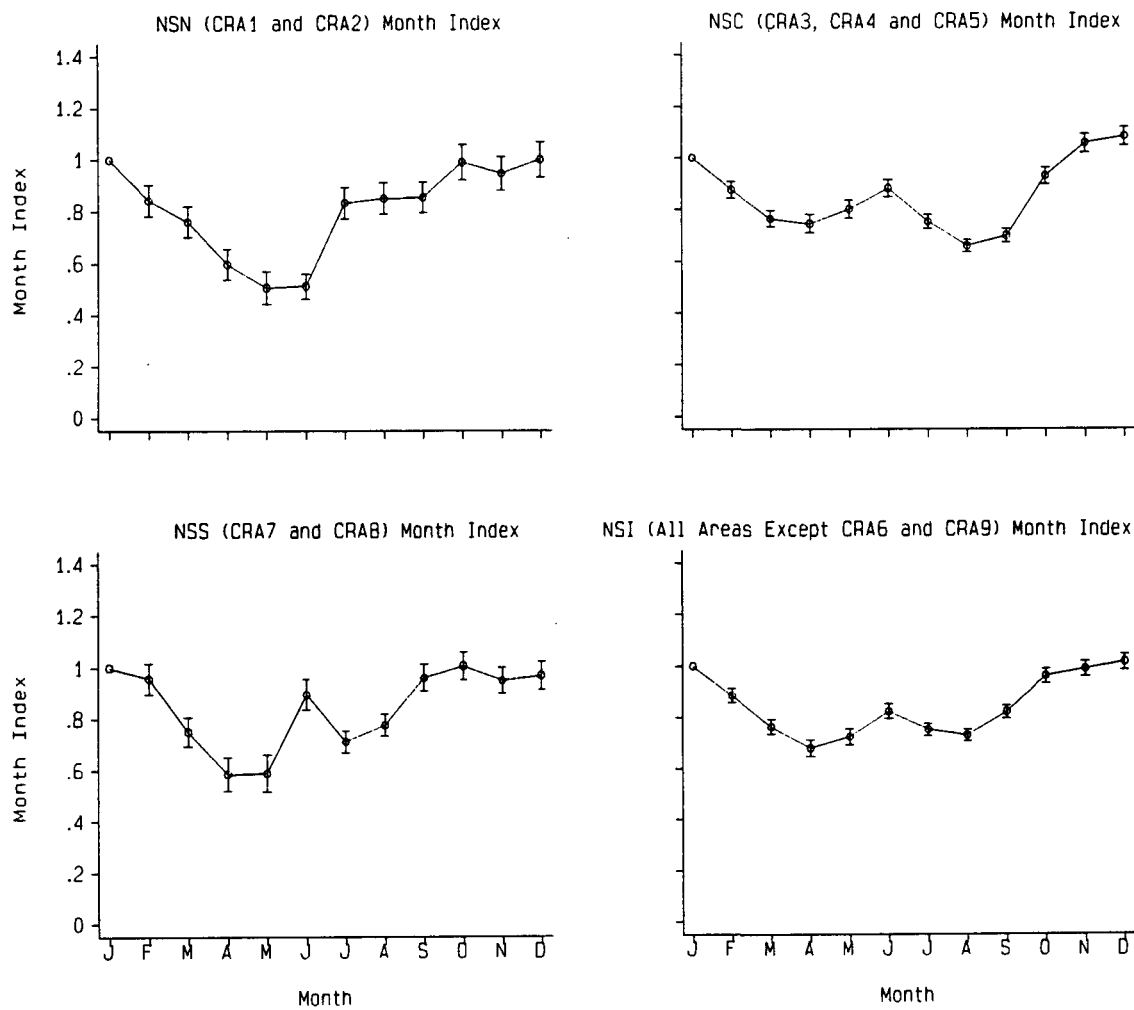 NSN (CRA1 and CRA2) Month Index
1.4
1.2
1
.8
.6
.4
.2
0
Month Index
J F M A M J J A S O N D
NSC (CRA3, CRA4 and CRA5) Month Index
NSS (CRA7 and CRA8) Month Index
1.4
1.2
1
.8
.6
.4
.2
0
Month Index
J F M A M J J A S O N D
Month
NSI (All Areas Except CRA6 and CRA9) Month Index
J F M A M J J A S O N D
Month